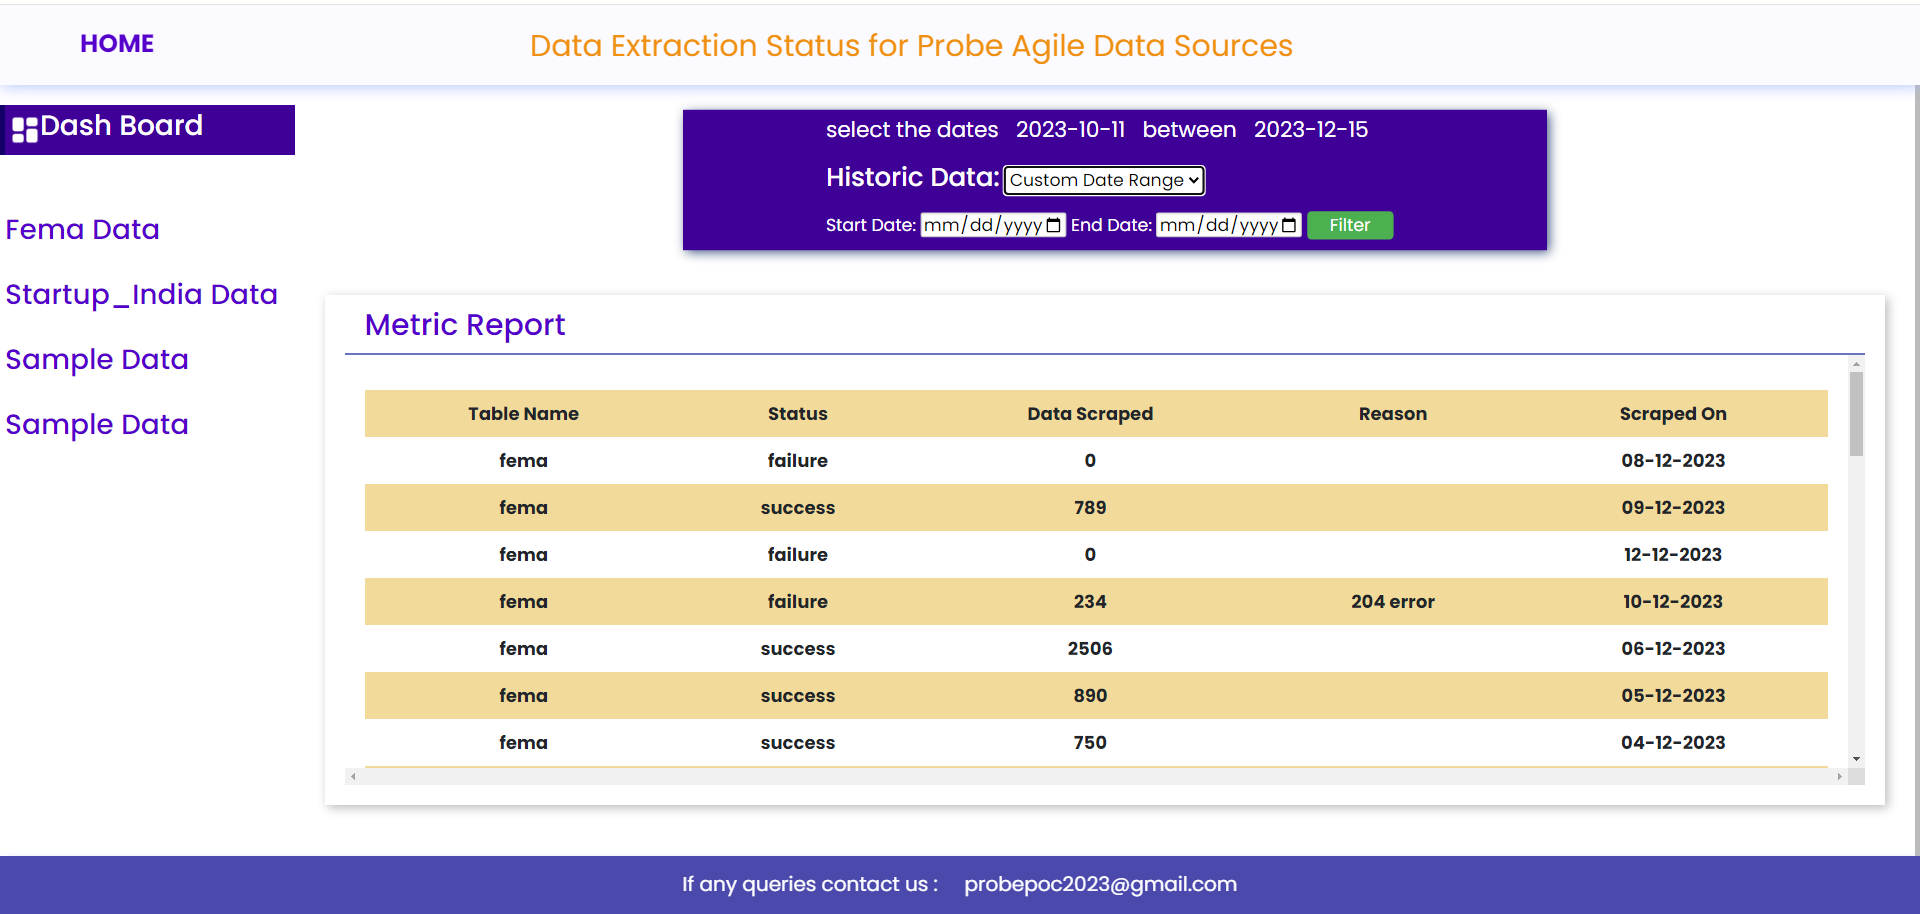 HOME
Data Extraction Status for Probe Agile Data Sources
Dash Board
Fema Data
Startup_India Data
Sample Data
Sample Data
select the dates 2023-10-11 between 2023-12-15
Historic Data: Custom Date Range
Start Date: mm/dd/yyyy End Date: mm/dd/yyyy Filter
Metric Report
Table Name Status Data Scraped Reason Scraped On
fema failure 0 08-12-2023
fema success 789 09-12-2023
fema failure 0 12-12-2023
fema failure 234 204 error 10-12-2023
fema success 2506 06-12-2023
fema success 890 05-12-2023
fema success 750 04-12-2023
If any queries contact us : probepoc2023@gmail.com